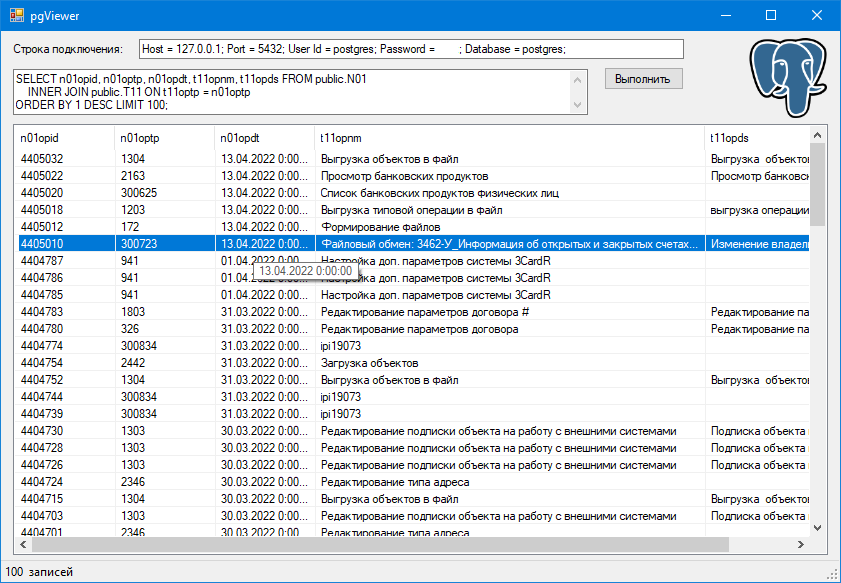 pgViewer
Строка подключения: Host = 127.0.0.1; Port = 5432; User Id = postgres; Password = ; Database = postgres;
SELECT n01opid, n01optp, n01opdt, t11opnm, t11opds FROM public.N01
INNER JOIN public.T11 ON t11optp = n01optp
ORDER BY 1 DESC LIMIT 100;
Выполнить
n01opid n01optp n01opdt t11opnm t11opds
4405032 1304 13.04.2022 0:00... Выгрузка объектов в файл Выгрузка объекто
4405022 2163 13.04.2022 0:00... Просмотр банковских продуктов Просмотр банковск
4405020 300625 13.04.2022 0:00... Список банковских продуктов физических лиц
4405018 1203 13.04.2022 0:00... Выгрузка типовой операции в файл выгрузка операции
4405012 172 13.04.2022 0:00... Формирование файлов
4405010 300723 13.04.2022 0:00... Файловый обмен: 3462-У_Информация об открытых и закрытых счетах... Изменение владель
4404787 941 01.04.2022 0:00... Настройка доп. параметров системы 3CardR
13.04.2022 0:00:00
4404786 941 01.04 Настройка доп. параметров системы 3CardR
4404785 941 01.04.2022 0:00... Настройка доп. параметров системы 3CardR
4404783 1803 31.03.2022 0:00... Редактирование параметров договора # Редактирование па
4404780 326 31.03.2022 0:00... Редактирование параметров договора Редактирование па
4404774 300834 31.03.2022 0:00... ipi19073
4404754 2442 31.03.2022 0:00... Загрузка объектов
4404752 1304 31.03.2022 0:00... Выгрузка объектов в файл Выгрузка объекто
4404744 300834 31.03.2022 0:00... ipi19073
4404739 300834 31.03.2022 0:00... ipi19073
4404730 1303 30.03.2022 0:00... Редактирование подписки объекта на работу с внешними системами Подписка объекта
4404728 1303 30.03.2022 0:00... Редактирование подписки объекта на работу с внешними системами Подписка объекта
4404726 1303 30.03.2022 0:00... Редактирование подписки объекта на работу с внешними системами Подписка объекта
4404724 2346 30.03.2022 0:00... Редактирование типа адреса
4404715 1304 30.03.2022 0:00... Выгрузка объектов в файл Выгрузка объекто
4404703 1303 30.03.2022 0:00... Редактирование подписки объекта на работу с внешними системами Подписка объекта
4404701 2346 30.03.2022 0:00... Редактирование типа адреса
100 записей